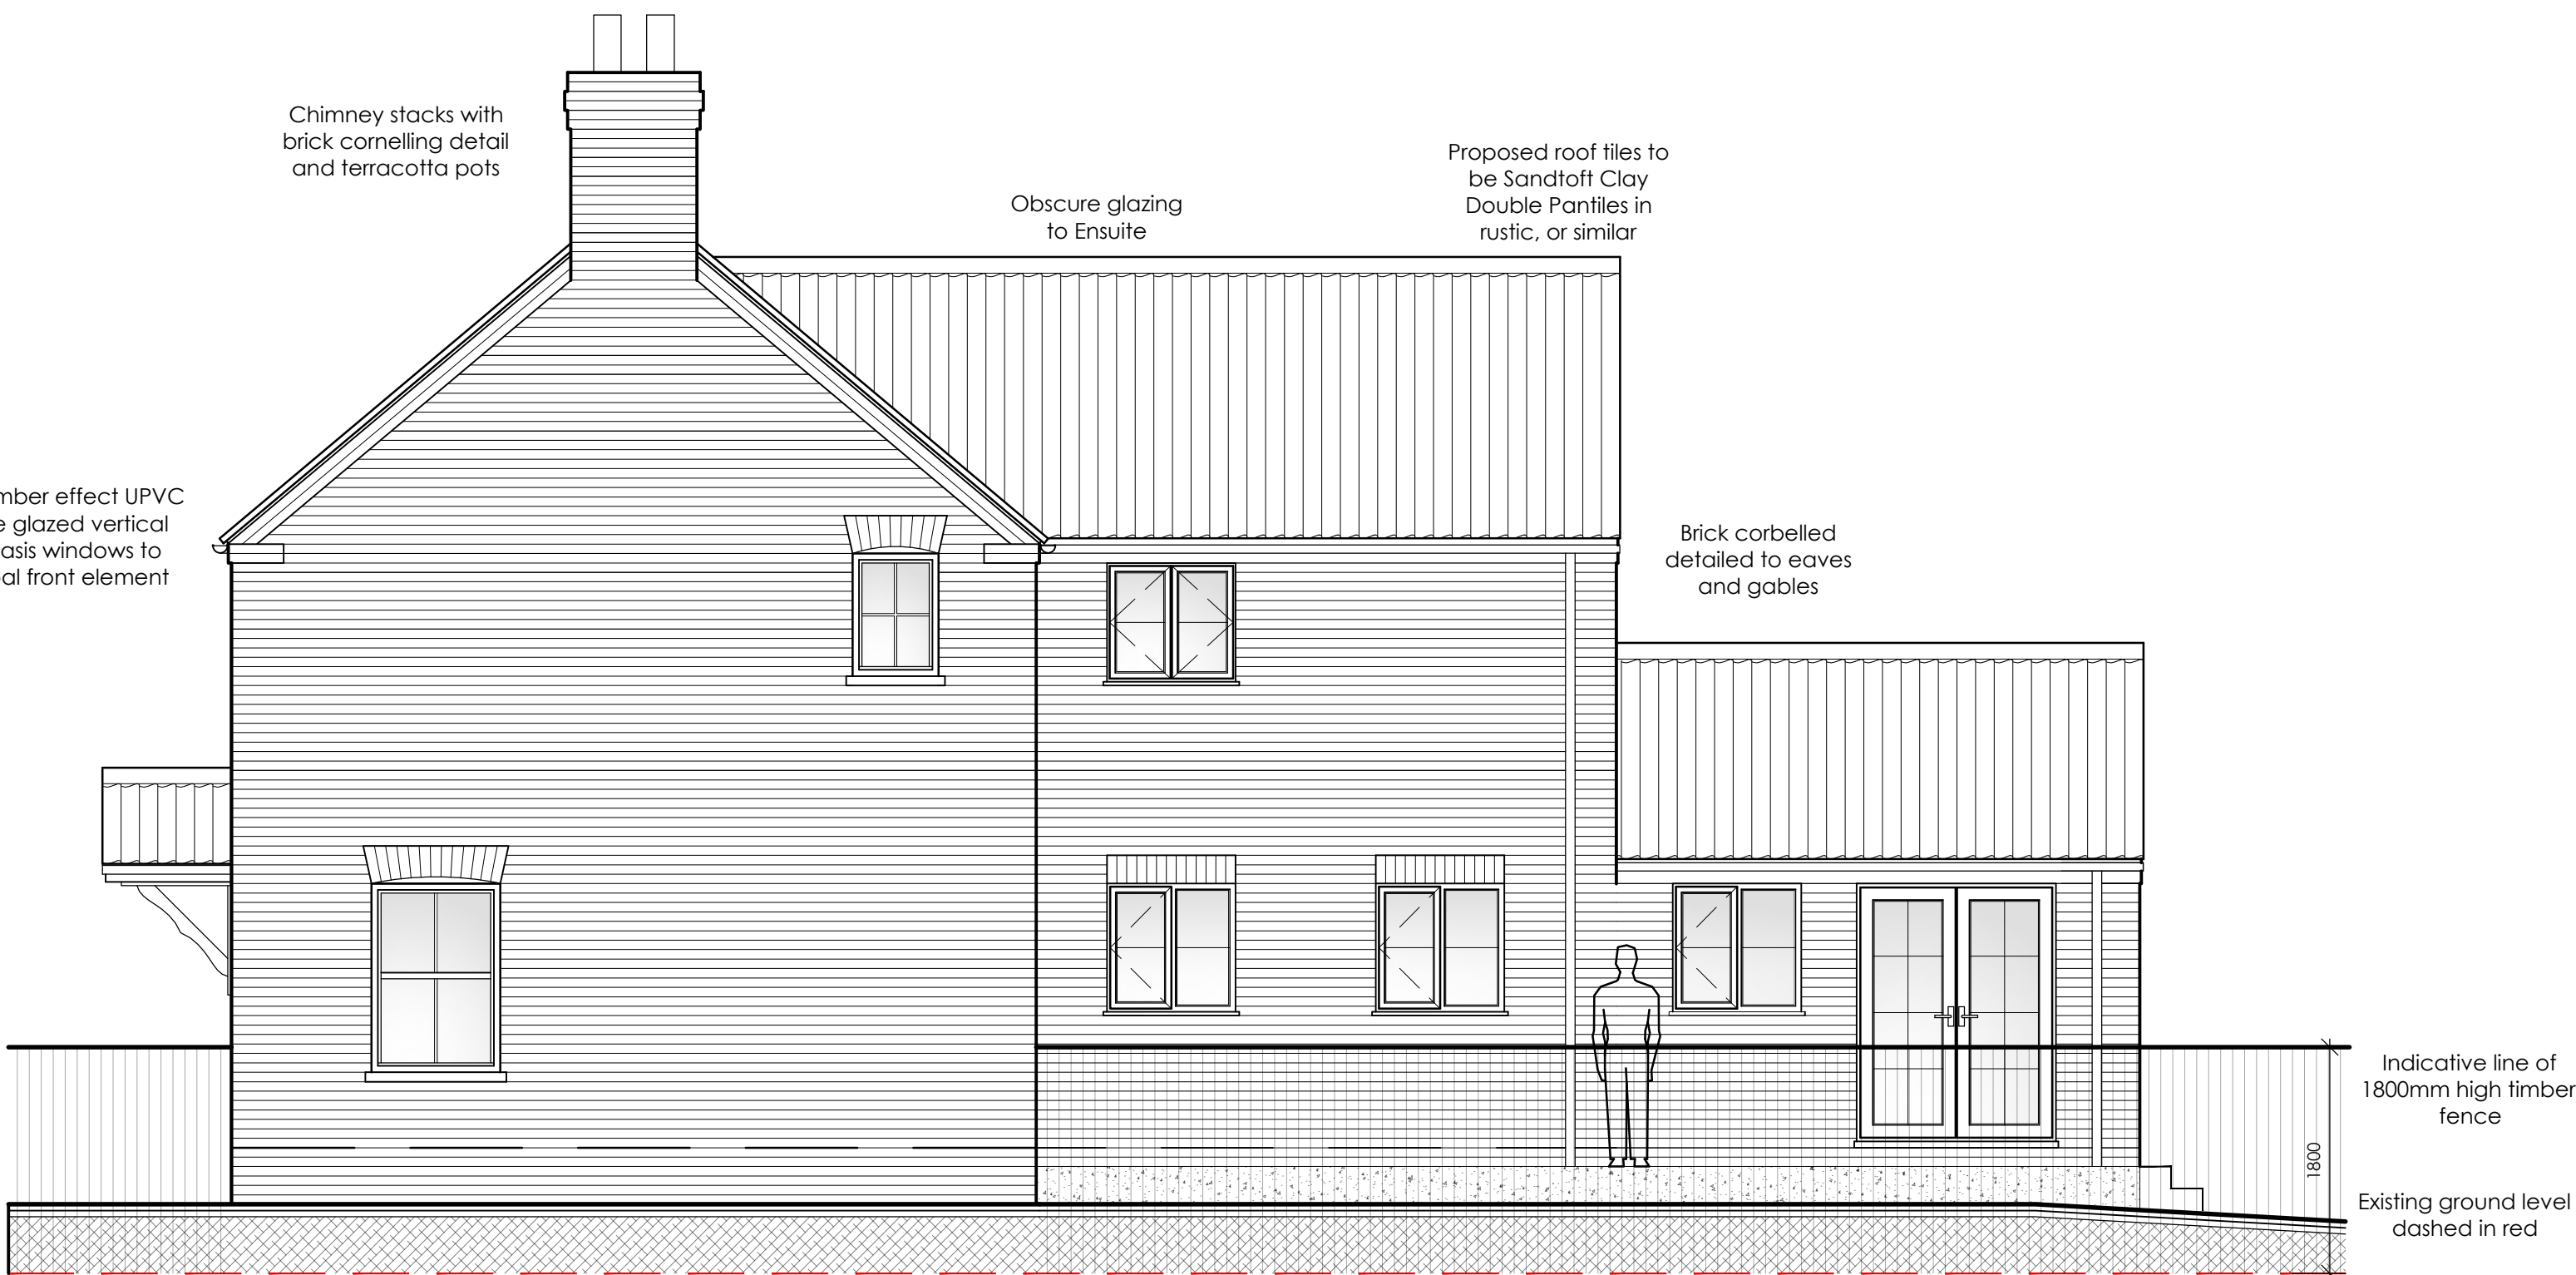 Chimney stacks with
brick cornelling detail
and terracotta pots
Obscure glazing
to Ensuite
Proposed roof tiles to
be Sandtoft Clay
Double Pantiles in
rustic, or similar
mber effect UPVC
e glazed vertical
asis windows to
al front element
Brick corbelled
detailed to eaves
and gables
Indicative line of
1800mm high timber
fence
1800
Existing ground level
dashed in red